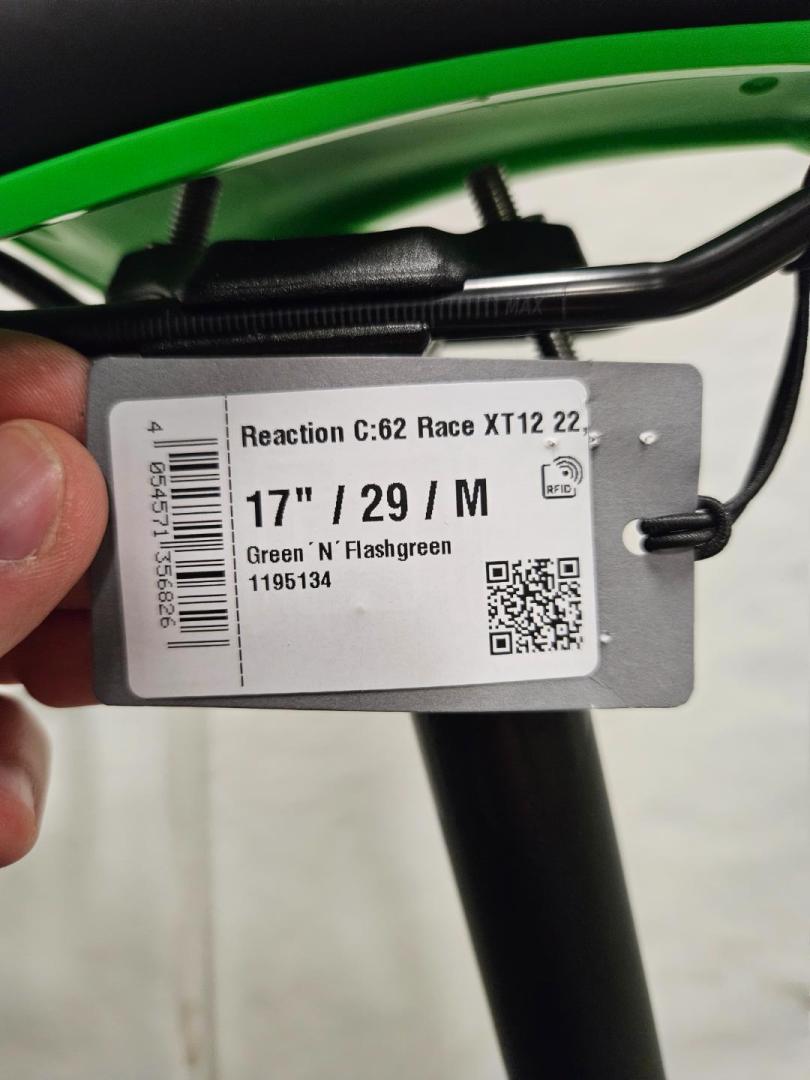 MAX
Reaction C:62 Race XT12 22,
RFID
17" / 29 / M
Green´N´Flashgreen
1195134
4 054571 356826